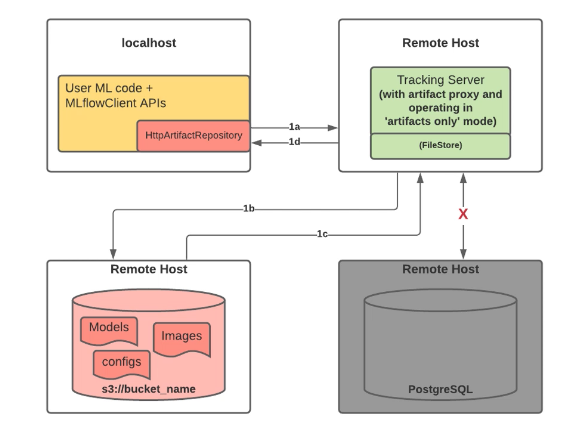 localhost
Remote Host
User ML code +
MLflowClient APIs
HttpArtifactRepository
Tracking Server
(with artifact proxy and
operating in
'artifacts only' mode)
(FileStore)
1a
1d
1b
1c
X
Remote Host
Models
Images
configs
s3://bucket_name
Remote Host
PostgreSQL